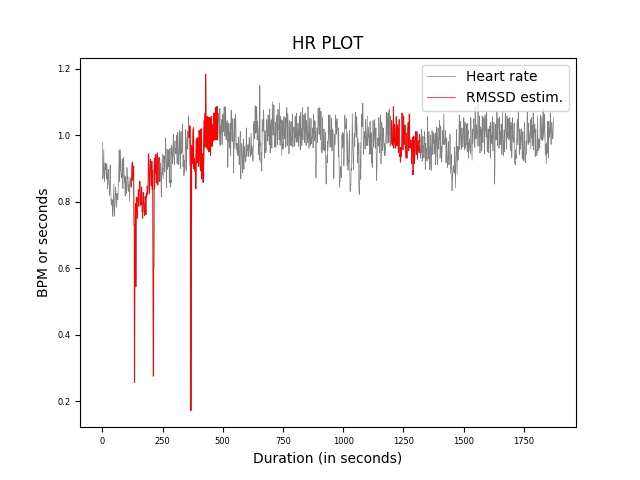 HR PLOT
Heart rate
RMSSD estim.
1.2
1.0
0.8
0.6
0.4
0.2
BPM or seconds
0 250 500 750 1000 1250 1500 1750
Duration (in seconds)